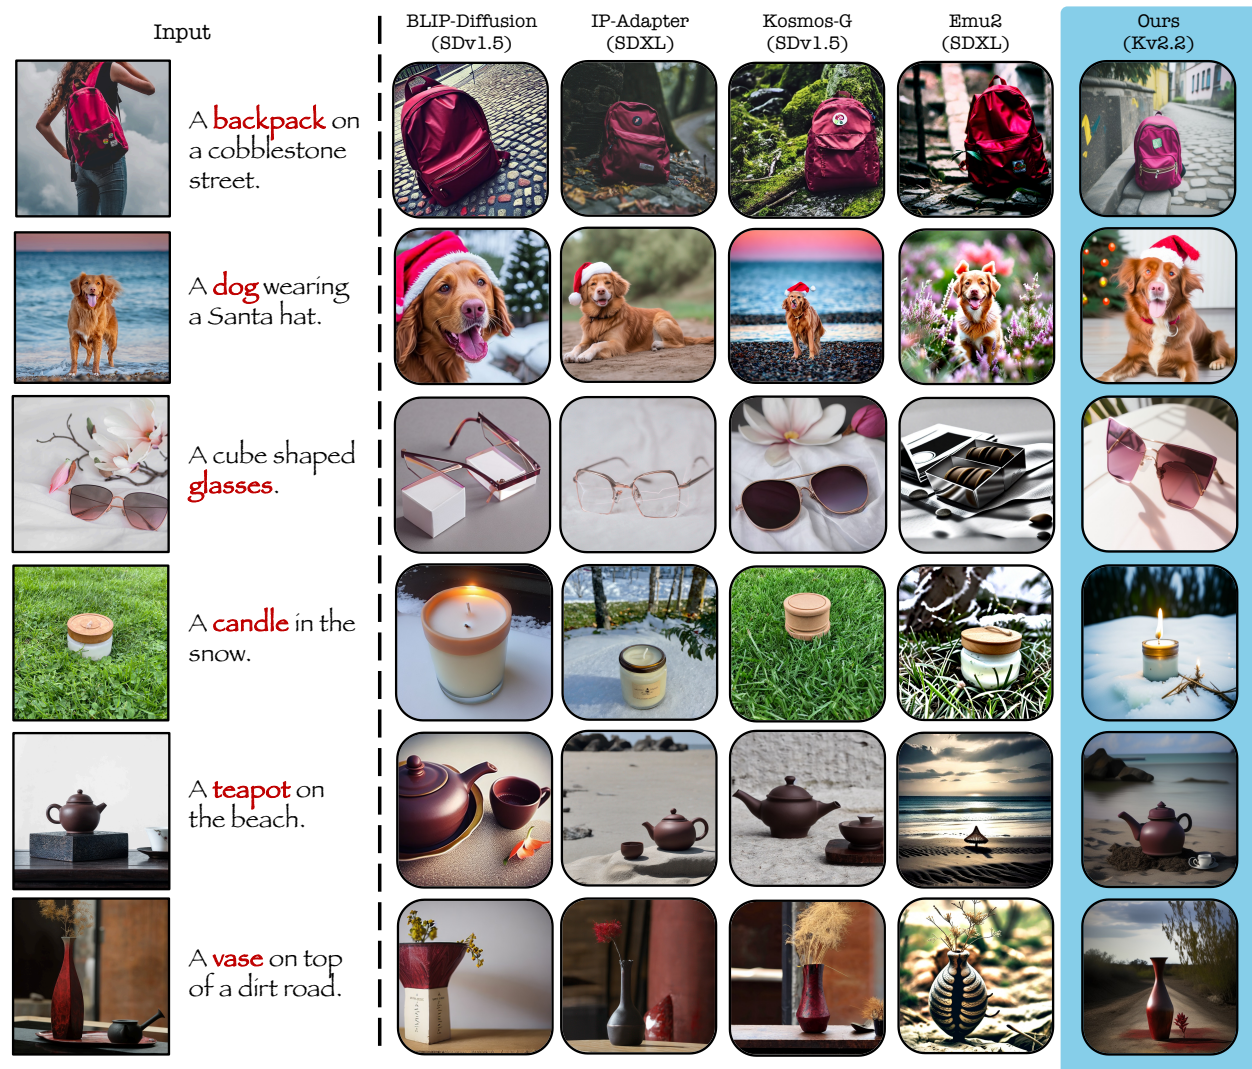 Input
BLIP-Diffusion
(SDv1.5)
IP-Adapter
(SDXL)
Kosmos-G
(SDv1.5)
Emu2
(SDXL)
Ours
(Kv2.2)
A backpack on
a cobblestone
street.
A dog wearing
a Santa hat.
A cube shaped
glasses.
A candle in the
snow.
A teapot on
the beach.
A vase on top
of a dirt road.